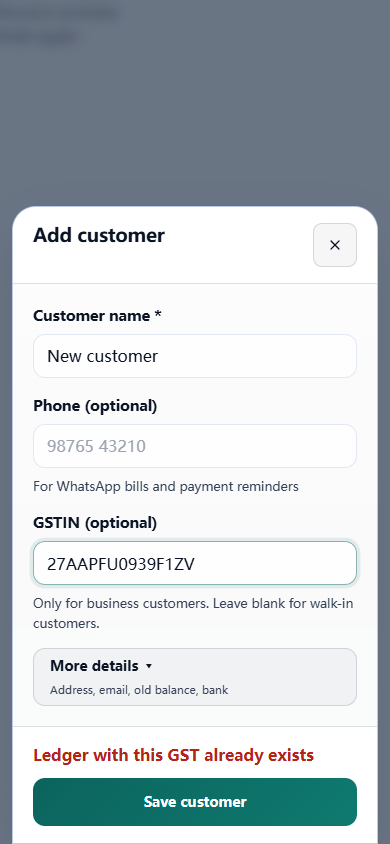 Add customer
×
Customer name *
New customer
Phone (optional)
98765 43210
For WhatsApp bills and payment reminders
GSTIN (optional)
27AAPFU0939F1ZV
Only for business customers. Leave blank for walk-in
customers.
More details ▾
Address, email, old balance, bank
Ledger with this GST already exists
Save customer